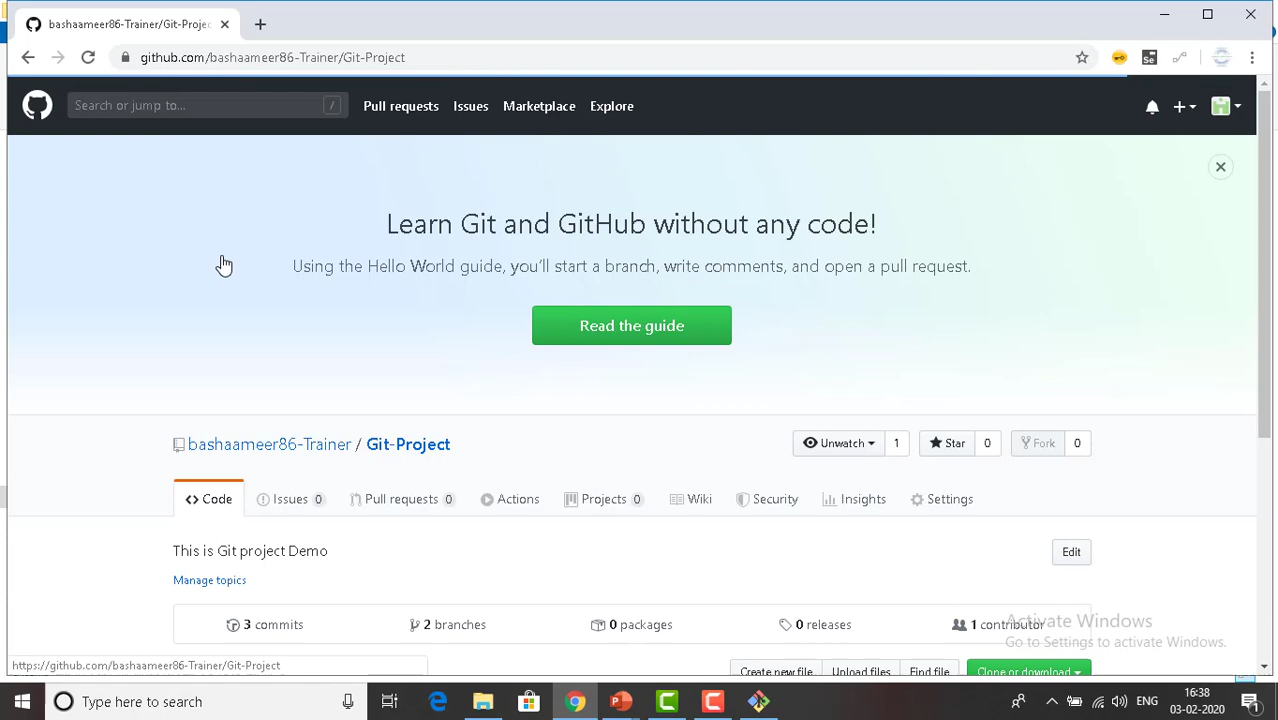 bashaameer86-Trainer/Git-Projec
github.com/bashaameer86-Trainer/Git-Project
Se
Search or jump to... /
Pull requests Issues Marketplace Explore
Learn Git and GitHub without any code!
Using the Hello World guide, you'll start a branch, write comments, and open a pull request.
Read the guide
bashaameer86-Trainer / Git-Project
Unwatch 1 Star 0 Fork 0
Code Issues 0 Pull requests 0 Actions Projects 0 Wiki Security Insights Settings
This is Git project Demo
Edit
Manage topics
3 commits 2 branches 0 packages 0 releases 1 contributor
Activate Windows
Go to Settings to activate Windows.
https://github.com/bashaameer86-Trainer/Git-Project
Create new file Upload files Find file Clone or download
Type here to search
ENG
16:38
03-02-2020
1